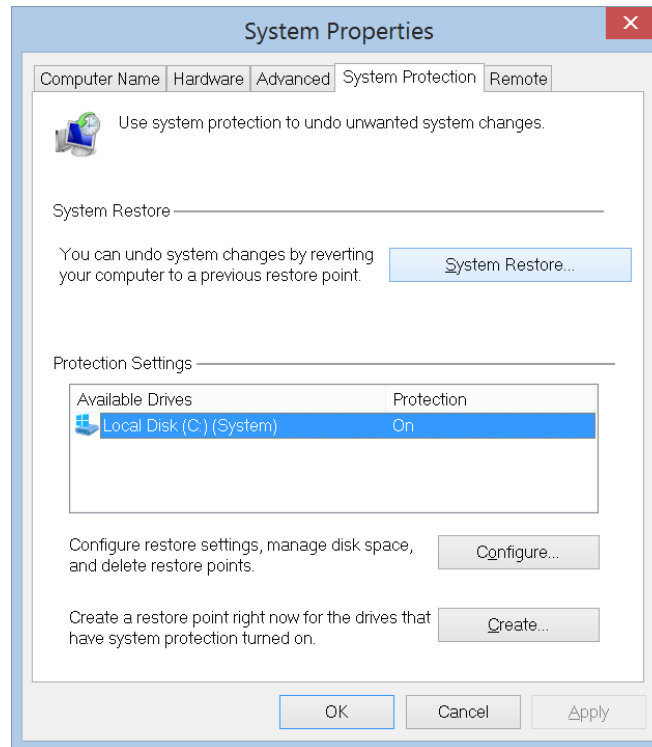 System Properties
Computer Name Hardware Advanced System Protection Remote
Use system protection to undo unwanted system changes.
System Restore
You can undo system changes by reverting
your computer to a previous restore point.
System Restore...
Protection Settings
Available Drives Protection
Local Disk (C:) (System) On
Configure restore settings, manage disk space,
and delete restore points.
Configure...
Create a restore point right now for the drives that
have system protection turned on.
Create...
OK Cancel Apply